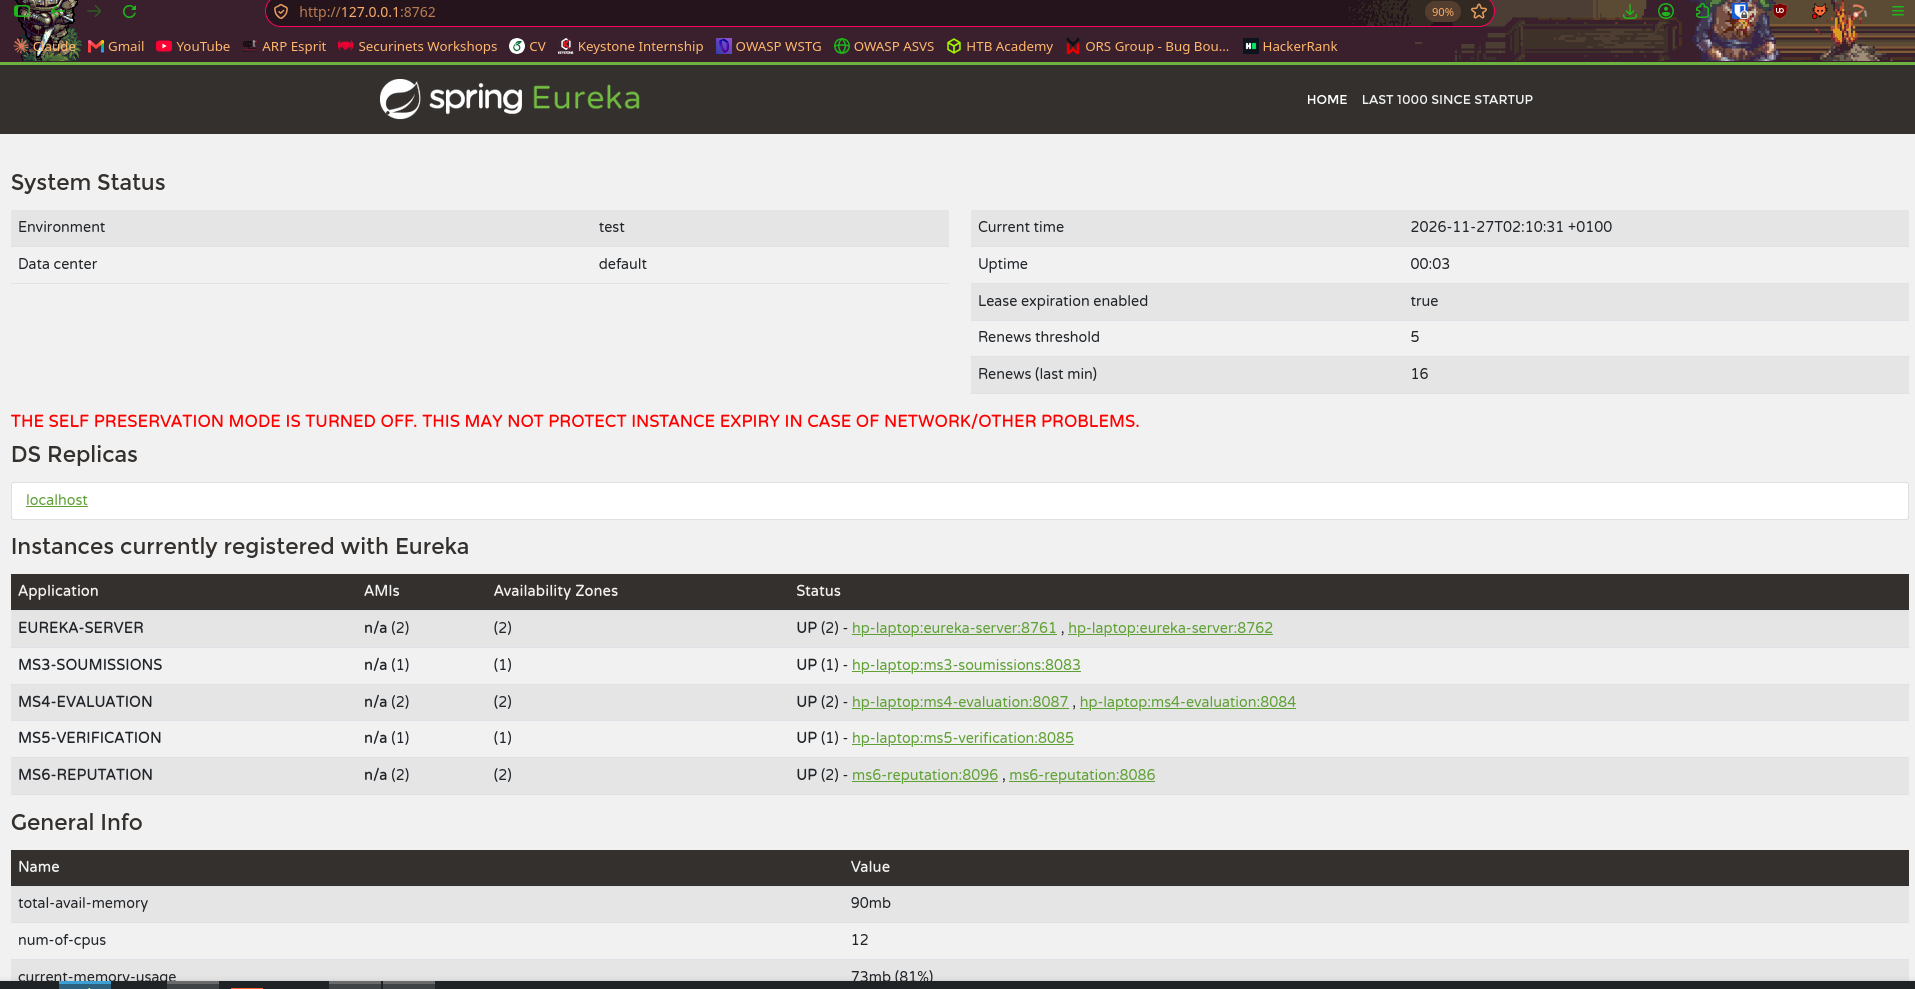 http://127.0.0.1:8762 90%
Claude Gmail YouTube ARP Esprit Securinets Workshops CV Keystone Internship OWASP WSTG OWASP ASVS HTB Academy ORS Group - Bug Bou... HackerRank
spring Eureka HOME LAST 1000 SINCE STARTUP
System Status
Environment test
Data center default
Current time 2026-11-27T02:10:31 +0100
Uptime 00:03
Lease expiration enabled true
Renews threshold 5
Renews (last min) 16
THE SELF PRESERVATION MODE IS TURNED OFF. THIS MAY NOT PROTECT INSTANCE EXPIRY IN CASE OF NETWORK/OTHER PROBLEMS.
DS Replicas
localhost
Instances currently registered with Eureka
Application AMIs Availability Zones Status
EUREKA-SERVER n/a (2) (2) UP (2) - hp-laptop:eureka-server:8761 , hp-laptop:eureka-server:8762
MS3-SOUMISSIONS n/a (1) (1) UP (1) - hp-laptop:ms3-soumissions:8083
MS4-EVALUATION n/a (2) (2) UP (2) - hp-laptop:ms4-evaluation:8087 , hp-laptop:ms4-evaluation:8084
MS5-VERIFICATION n/a (1) (1) UP (1) - hp-laptop:ms5-verification:8085
MS6-REPUTATION n/a (2) (2) UP (2) - ms6-reputation:8096 , ms6-reputation:8086
General Info
Name Value
total-avail-memory 90mb
num-of-cpus 12
current-memory-usage 73mb (81%)